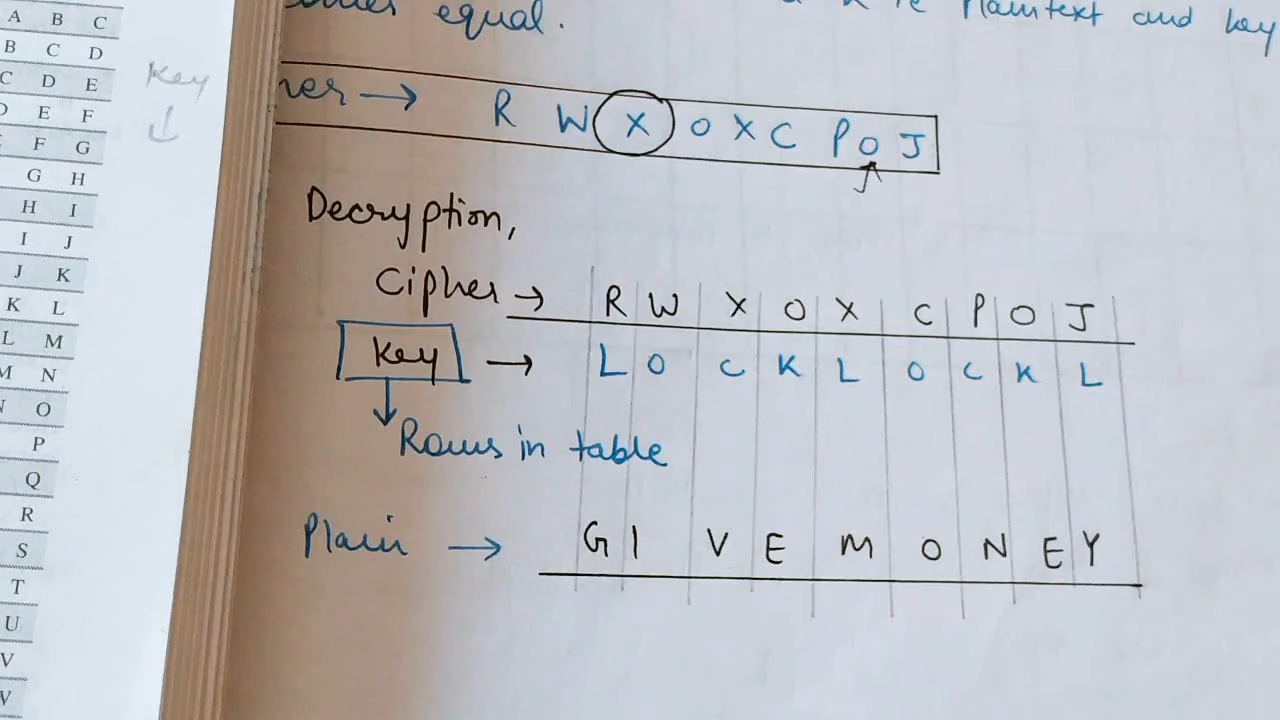 equal.
Plaintext and key
→ R W X O X C P O J
Decryption,
Cipher → R W X O X C P O J
Key → L O C K L O C K L
Rows in table
Plain → G I V E M O N E Y
Key
A B C
B C D
C D E
D E F
E F G
G H
H I
I J
J K
K L
L M
M N
N O
P
Q
R
S
T
U
V